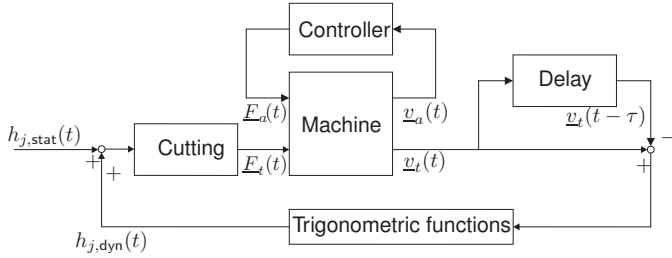 Controller
Delay
F_a(t)
v_a(t)
Machine
v_t(t − τ)
−
h_{j,stat}(t)
+
+
Cutting
F_t(t)
v_t(t)
+
Trigonometric functions
h_{j,dyn}(t)